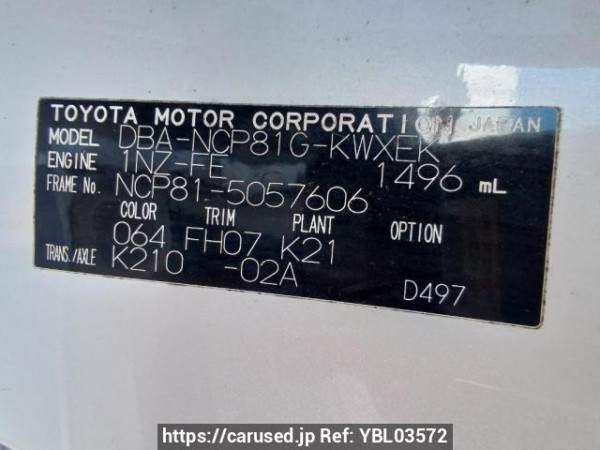 TOYOTA MOTOR CORPORATION JAPAN
MODEL DBA-NCP81G-KWXEK
ENGINE 1NZ-FE 1496 mL
FRAME No. NCP81-5057606
COLOR TRIM PLANT OPTION
064 FH07 K21
TRANS./AXLE K210 -02A
D497
https://carused.jp Ref: YBL03572